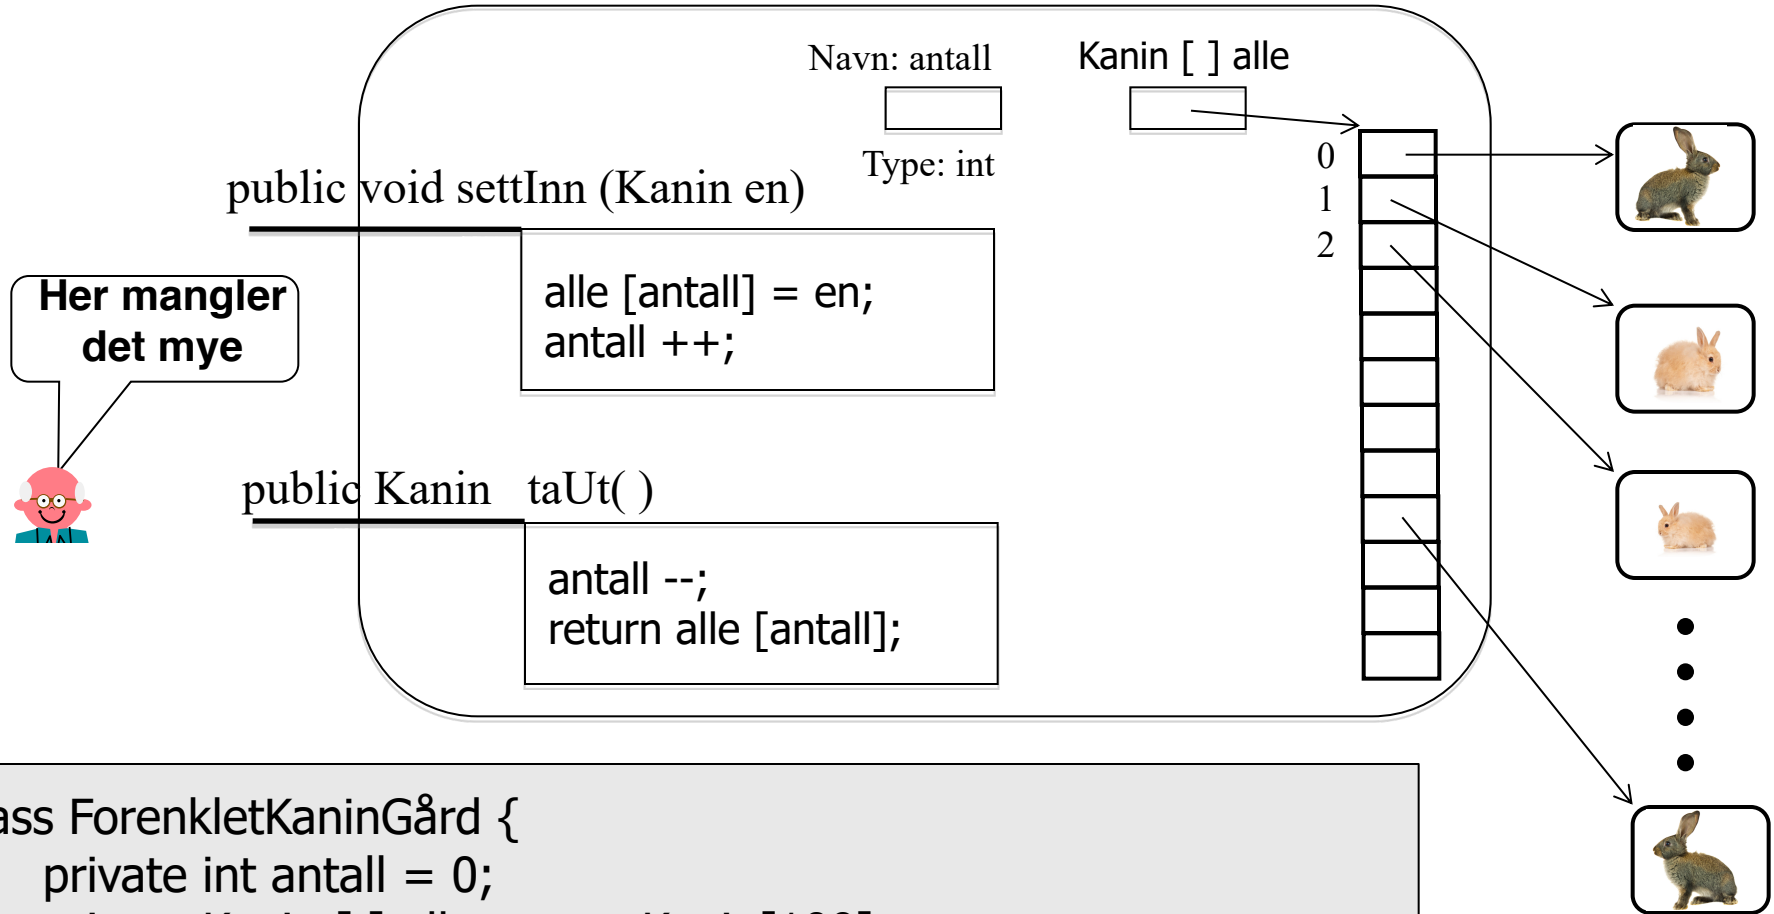 Navn: antall
Kanin [ ] alle
Type: int
0
1
2
public void settInn (Kanin en)
alle [antall] = en;
antall ++;
Her mangler
det mye
public Kanin taUt( )
antall --;
return alle [antall];
ForenkletKaninGård {
private int antall = 0;